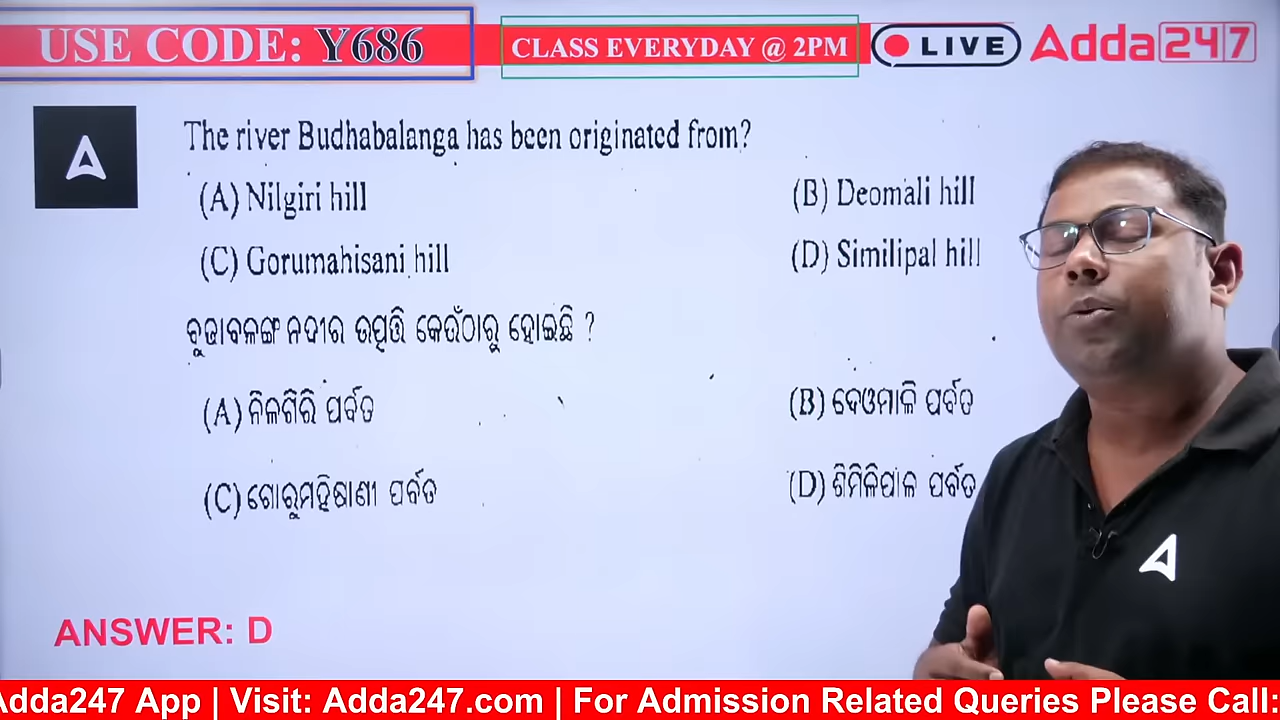 USE CODE: Y686
CLASS EVERYDAY @ 2PM
LIVE
Adda247
The river Budhabalanga has been originated from?
(A) Nilgiri hill
(B) Deomali hill
(C) Gorumahisani hill
(D) Similipal hill
ବୁଢାବଳଙ୍ଗ ନଦୀର ଉତ୍ପତ୍ତି କେଉଁଠାରୁ ହୋଇଛି ?
(A) ନିଳଗିରି ପର୍ବତ
(B) ଦେଓମାଳି ପର୍ବତ
(C) ଗୋରୁମହିଷାଣୀ ପର୍ବତ
(D) ଶିମିଳିପାଳ ପର୍ବତ
ANSWER: D
Adda247 App | Visit: Adda247.com | For Admission Related Queries Please Call: